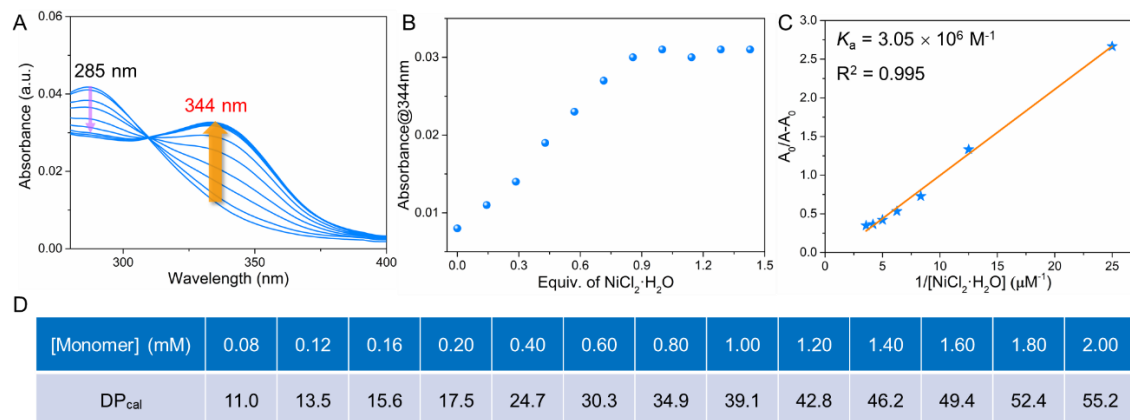 A
285 nm
344 nm
Absorbance (a.u.)
0.06
0.04
0.02
0.00
300
350
400
Wavelength (nm)
B
Absorbance@344nm
0.03
0.02
0.01
0.0
0.3
0.6
0.9
1.2
1.5
Equiv. of NiCl₂·H₂O
C
Kₐ = 3.05 × 10⁶ M⁻¹
R² = 0.995
A₀/A-A₀
3.0
2.5
2.0
1.5
1.0
0.5
0.0
0
5
10
15
20
25
1/[NiCl₂·H₂O] (μM⁻¹)
D
[Monomer] (mM) 0.08 0.12 0.16 0.20 0.40 0.60 0.80 1.00 1.20 1.40 1.60 1.80 2.00
DPcal 11.0 13.5 15.6 17.5 24.7 30.3 34.9 39.1 42.8 46.2 49.4 52.4 55.2